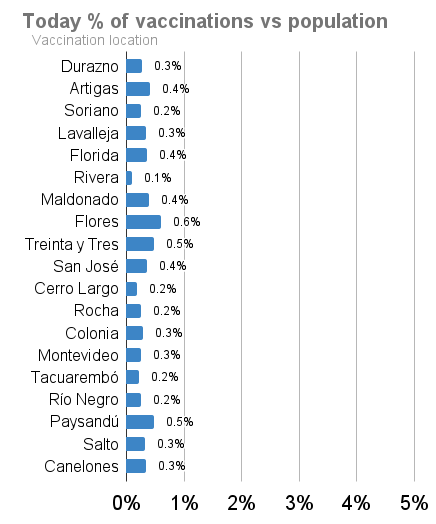 Today % of vaccinations vs population
Vaccination location
Durazno 0.3%
Artigas 0.4%
Soriano 0.2%
Lavalleja 0.3%
Florida 0.4%
Rivera 0.1%
Maldonado 0.4%
Flores 0.6%
Treinta y Tres 0.5%
San José 0.4%
Cerro Largo 0.2%
Rocha 0.2%
Colonia 0.3%
Montevideo 0.3%
Tacuarembó 0.2%
Río Negro 0.2%
Paysandú 0.5%
Salto 0.3%
Canelones 0.3%
0% 1% 2% 3% 4% 5%